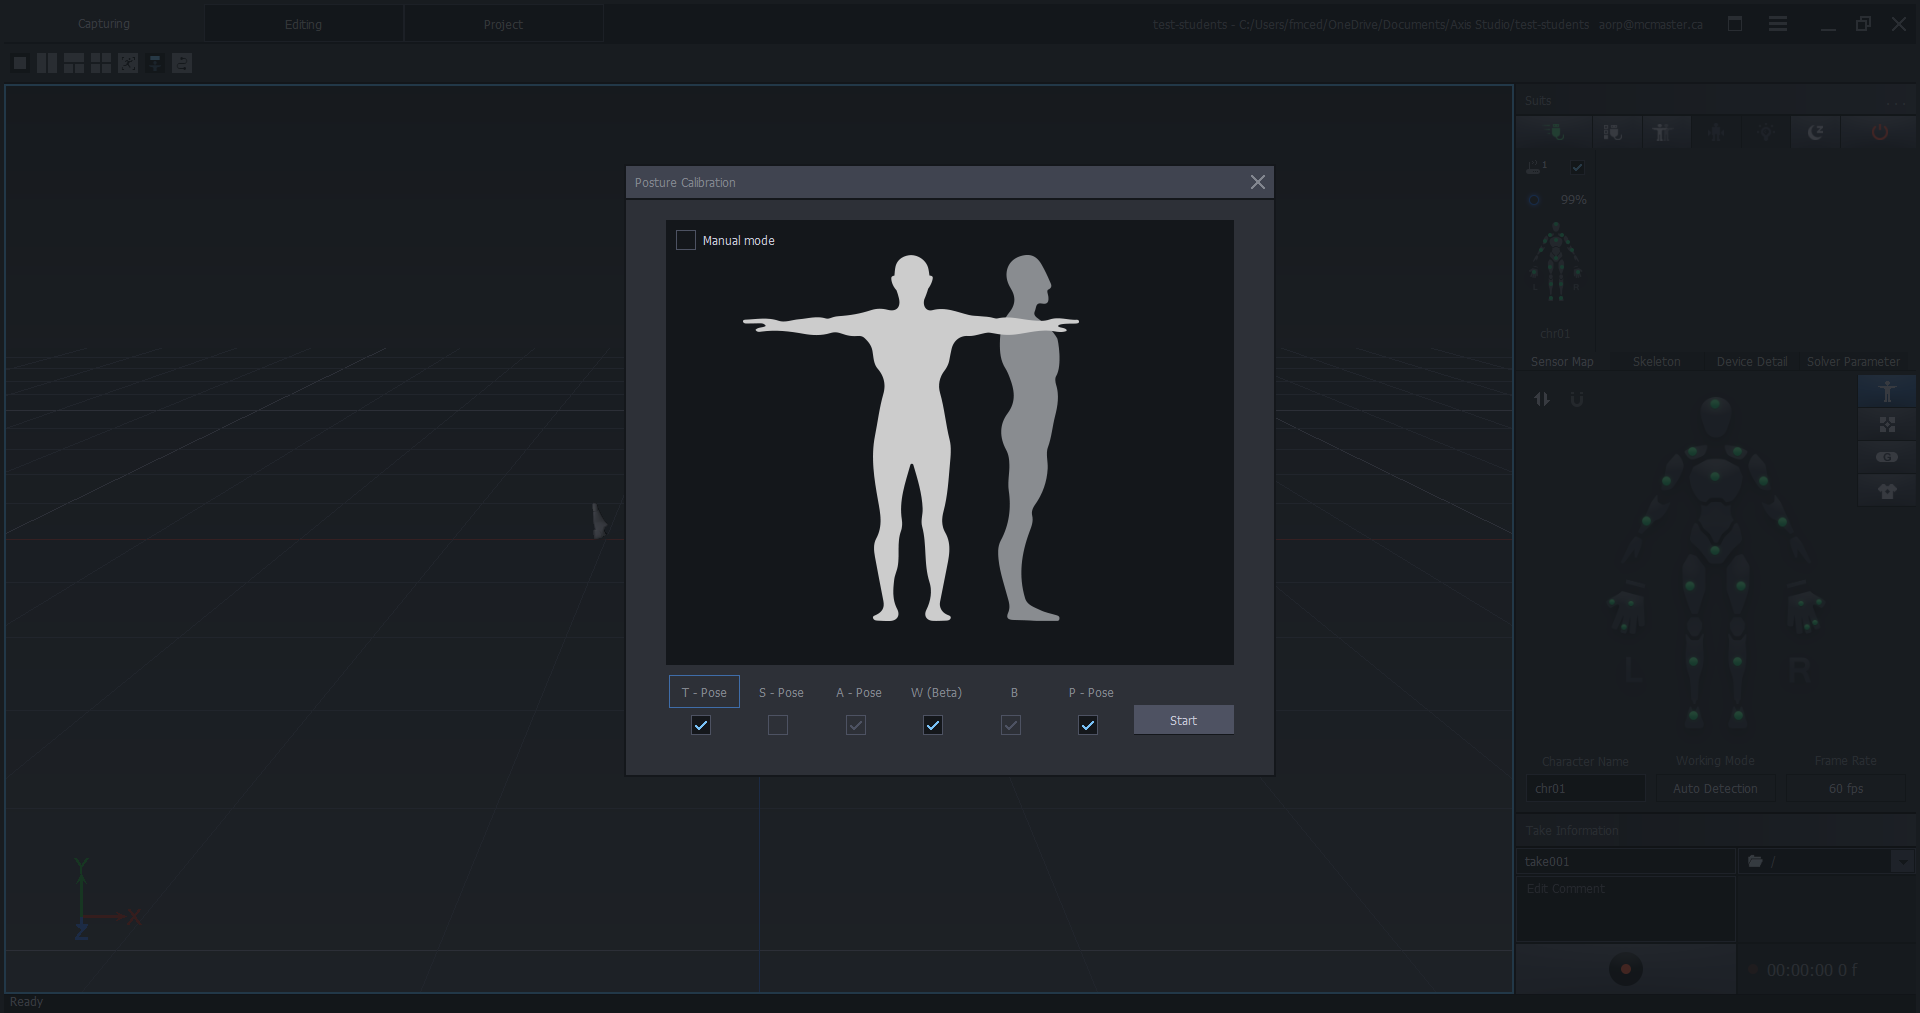 Capturing
Editing
Project
test-students - C:/Users/fmced/OneDrive/Documents/Axis Studio/test-students aorp@mcmaster.ca
Suits
1
99%
chr01
Posture Calibration
Manual mode
T - Pose
S - Pose
A - Pose
W (Beta)
B
P - Pose
Start
Sensor Map
Skeleton
Device Detail
Solver Parameter
G
L
R
Character Name
Working Mode
Frame Rate
chr01
Auto Detection
60 fps
Take Information
take001
/
Edit Comment
00:00:00 0 f
Y
X
Z
Ready